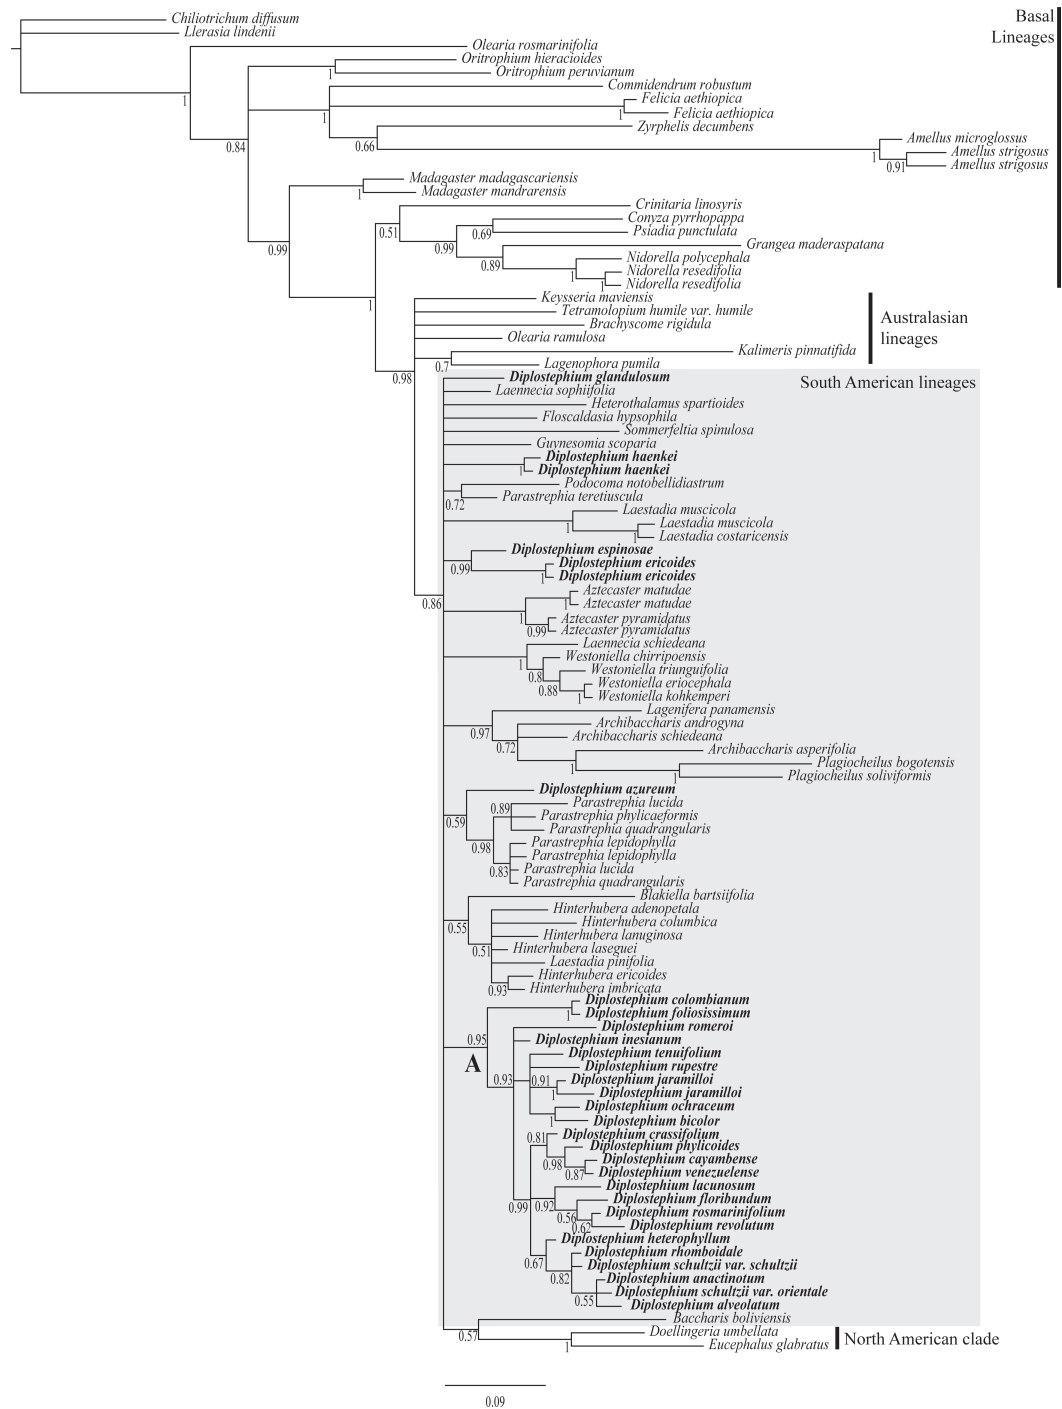 Chiliotrichum diffusum
Llerasia lindenii
Basal
Lineages
Olearia rosmarinifolia
Oritrophium hieracioides
Oritrophium peruvianum
1
Commidendrum robustum
Felicia aethiopica
1
1
Felicia aethiopica
1
Zyrphelis decumbens
0.84
0.66
Amellus microglossus
1
Amellus strigosus
0.91
Amellus strigosus
Madagaster madagascariensis
1
Madagaster mandrarensis
0.99
Crinitaria linosyris
Conyza pyrrhopappa
0.51
0.69
Psiadia punctulata
0.99
Grangea maderaspatana
Nidorella polycephala
0.89
Nidorella resedifolia
1
Nidorella resedifolia
1
1
Keysseria maviensis
Tetramolopium humile var. humile
Brachyscome rigidula
Australasian
lineages
Olearia ramulosa
Kalimeris pinnatifida
0.7
Lagenophora pumila
0.98
Diplostephium glandulosum
South American lineages
Laennecia sophiifolia
Heterothalamus spartioides
Floscaldasia hypsophila
Sommerfeltia spinulosa
Guynesomia scoparia
Diplostephium haenkei
1
Diplostephium haenkei
Podocoma notobellidiastrum
0.72
Parastrephia teretiuscula
Laestadia muscicola
1
Laestadia muscicola
1
Laestadia costaricensis
Diplostephium espinosae
0.99
Diplostephium ericoides
1
Diplostephium ericoides
0.86
Aztecaster matudae
1
Aztecaster matudae
1
Aztecaster pyramidatus
0.99
Aztecaster pyramidatus
Laennecia schiedeana
1
Westoniella chirripoensis
0.8
Westoniella triunguifolia
0.88
Westoniella eriocephala
1
Westoniella kohkemperi
Lagenifera panamensis
0.97
Archibaccharis androgyna
0.72
Archibaccharis schiedeana
Archibaccharis asperifolia
1
Plagiocheilus bogotensis
1
Plagiocheilus soliviformis
Diplostephium azureum
0.59
0.89
Parastrephia lucida
Parastrephia phylicaeformis
Parastrephia quadrangularis
0.98
Parastrephia lepidophylla
Parastrephia lepidophylla
0.83
Parastrephia lucida
Parastrephia quadrangularis
Blakiella bartsiifolia
0.55
Hinterhubera adenopetala
Hinterhubera columbica
Hinterhubera lanuginosa
0.51
Hinterhubera laseguei
Laestadia pinifolia
Hinterhubera ericoides
0.93
Hinterhubera imbricata
Diplostephium colombianum
1
Diplostephium foliosissimum
Diplostephium romeroi
0.95
Diplostephium inesianum
A
Diplostephium tenuifolium
Diplostephium rupestre
0.93
0.91
Diplostephium jaramilloi
1
Diplostephium jaramilloi
Diplostephium ochraceum
1
Diplostephium bicolor
0.81
Diplostephium crassifolium
Diplostephium phylicoides
0.98
Diplostephium cayambense
0.87
Diplostephium venezuelense
Diplostephium lacunosum
0.99
0.92
Diplostephium floribundum
0.56
Diplostephium rosmarinifolium
0.62
Diplostephium revolutum
Diplostephium heterophyllum
0.67
Diplostephium rhomboidale
0.82
Diplostephium schultzii var. schultzii
Diplostephium anactinotum
0.55
Diplostephium schultzii var. orientale
Diplostephium alveolatum
Baccharis boliviensis
0.57
Doellingeria umbellata
1
Eucephalus glabratus
North American clade
0.09